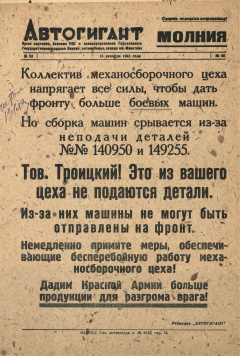 Смерть немецким оккупантам!
АВТОГИГАНТ
МОЛНИЯ
Коллектив механосборочного цеха
напрягает все силы, чтобы дать
фронту больше боевых машин.
Но сборка машин срывается из-за
неподачи деталей
№№ 140950 и 149255.
Тов. Троицкий! Это из вашего
цеха не подаются детали.
Из-за них машины не могут быть
отправлены на фронт.
Немедленно примите меры, обеспечи-
вающие бесперебойную работу меха-
носборочного цеха!
Дадим Красной Армии больше
продукции для разгрома врага!
Редакция „АВТОГИГАНТ"